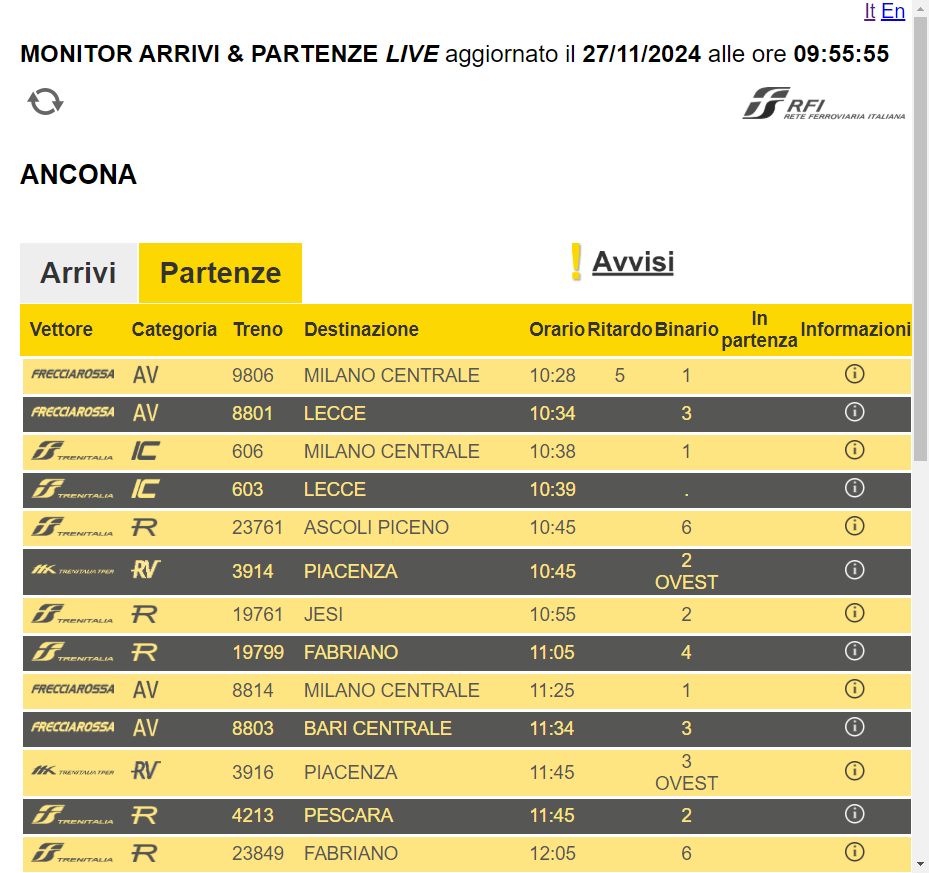 It En
MONITOR ARRIVI & PARTENZE LIVE aggiornato il 27/11/2024 alle ore 09:55:55
RFI
RETE FERROVIARIA ITALIANA
ANCONA
Arrivi Partenze ! Avvisi
Vettore Categoria Treno Destinazione Orario Ritardo Binario In partenza Informazioni
FRECCIAROSSA AV 9806 MILANO CENTRALE 10:28 5 1
FRECCIAROSSA AV 8801 LECCE 10:34 3
TRENITALIA IC 606 MILANO CENTRALE 10:38 1
TRENITALIA IC 603 LECCE 10:39 .
TRENITALIA R 23761 ASCOLI PICENO 10:45 6
TRENITALIA TPER RV 3914 PIACENZA 10:45 2 OVEST
TRENITALIA R 19761 JESI 10:55 2
TRENITALIA R 19799 FABRIANO 11:05 4
FRECCIAROSSA AV 8814 MILANO CENTRALE 11:25 1
FRECCIAROSSA AV 8803 BARI CENTRALE 11:34 3
TRENITALIA TPER RV 3916 PIACENZA 11:45 3 OVEST
TRENITALIA R 4213 PESCARA 11:45 2
TRENITALIA R 23849 FABRIANO 12:05 6